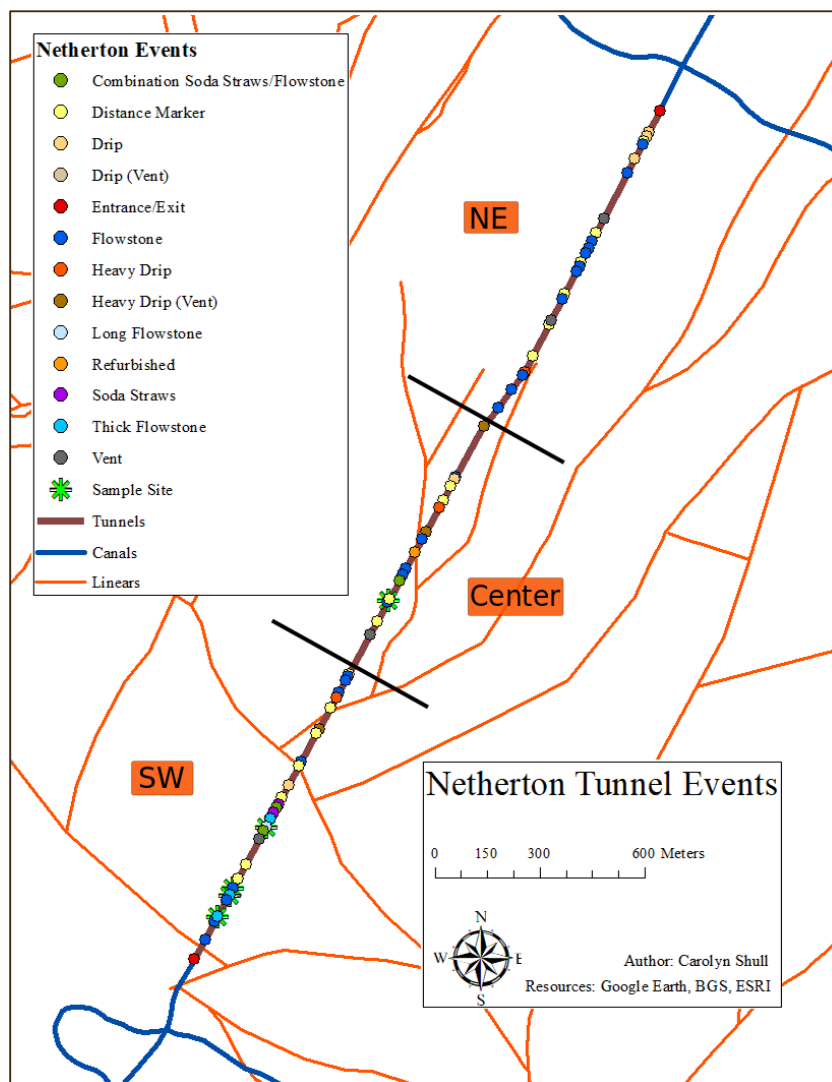 Netherton Events
Combination Soda Straws/Flowstone
Distance Marker
Drip
Drip (Vent)
Entrance/Exit
Flowstone
Heavy Drip
Heavy Drip (Vent)
Long Flowstone
Refurbished
Soda Straws
Thick Flowstone
Vent
Sample Site
Tunnels
Canals
Linears
NE
Center
SW
Netherton Tunnel Events
0 150 300 600 Meters
N
W E
S
Author: Carolyn Shull
Resources: Google Earth, BGS, ESRI